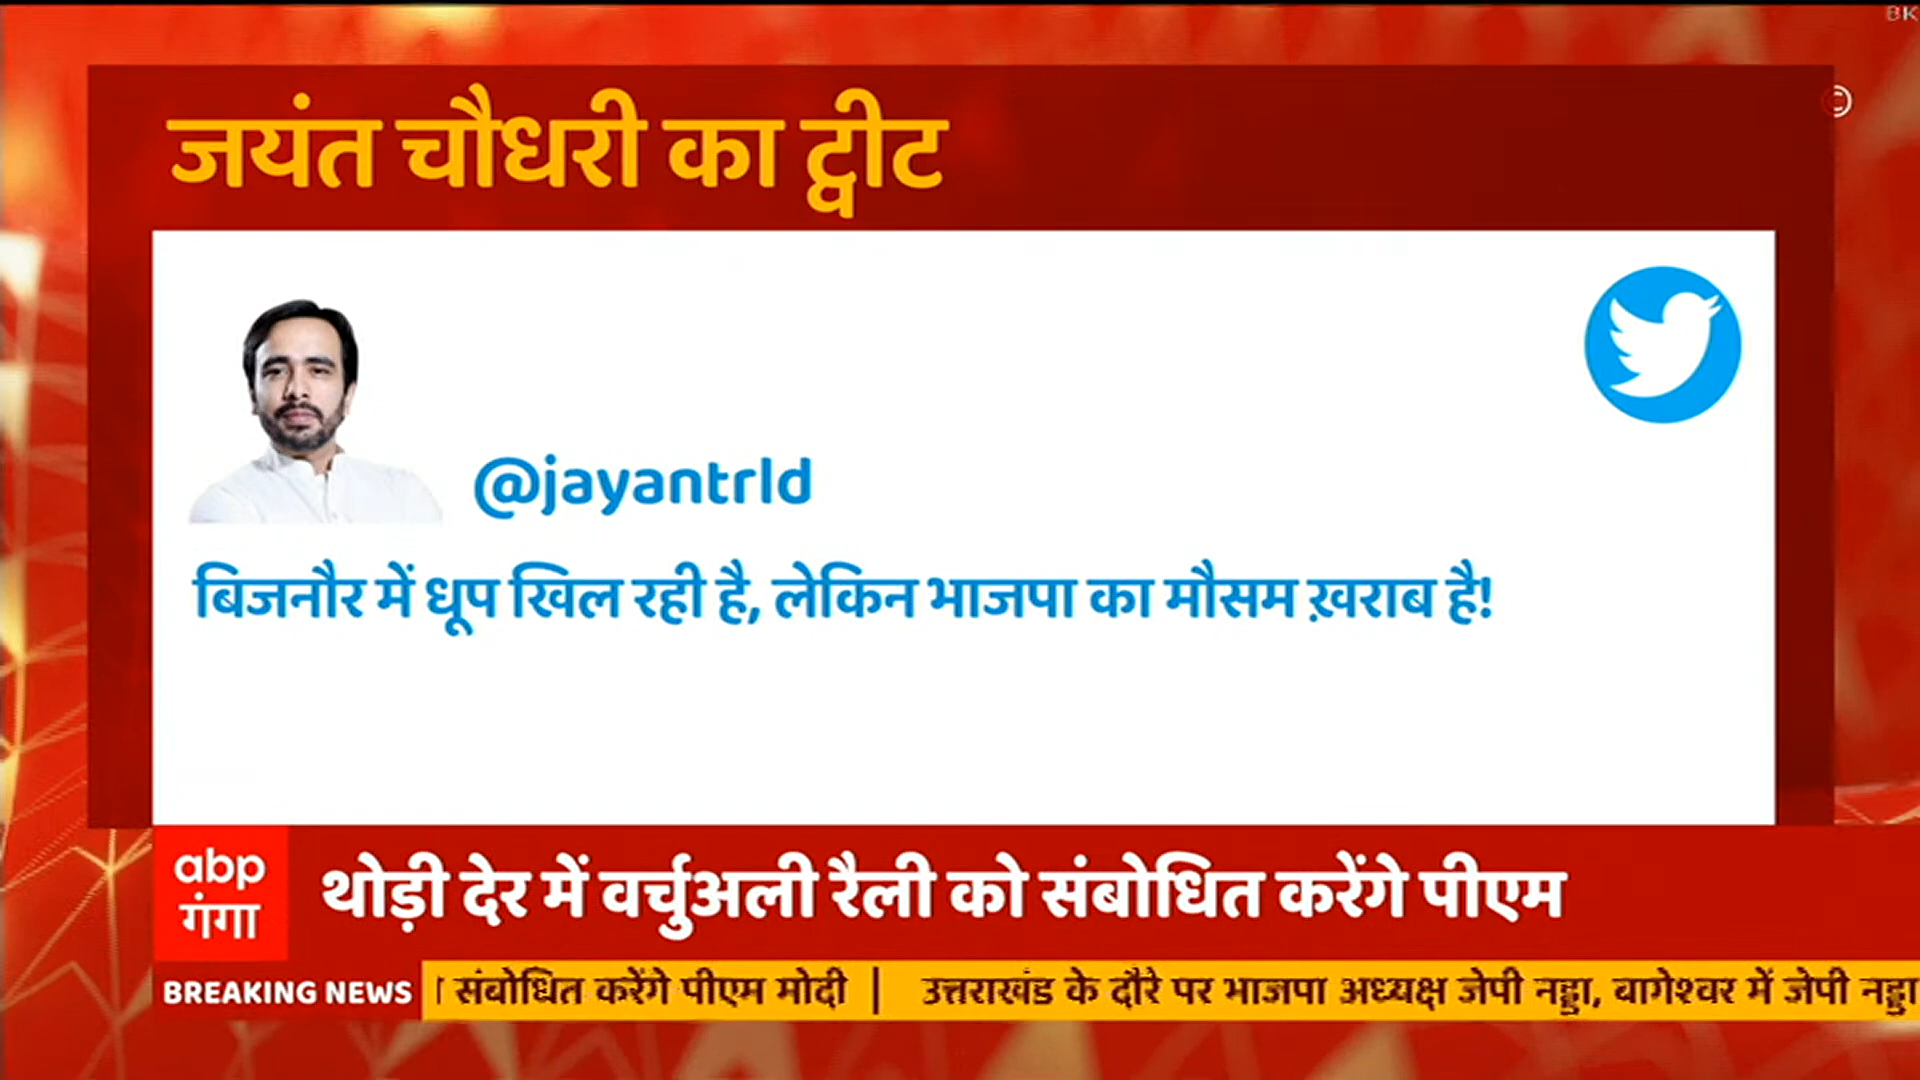 BK
©
जयंत चौधरी का ट्वीट
@jayantrld
बिजनौर में धूप खिल रही है, लेकिन भाजपा का मौसम ख़राब है!
abp
गंगा
थोड़ी देर में वर्चुअली रैली को संबोधित करेंगे पीएम
BREAKING NEWS
संबोधित करेंगे पीएम मोदी | उत्तराखंड के दौरे पर भाजपा अध्यक्ष जेपी नड्डा, बागेश्वर में जेपी नड्डा